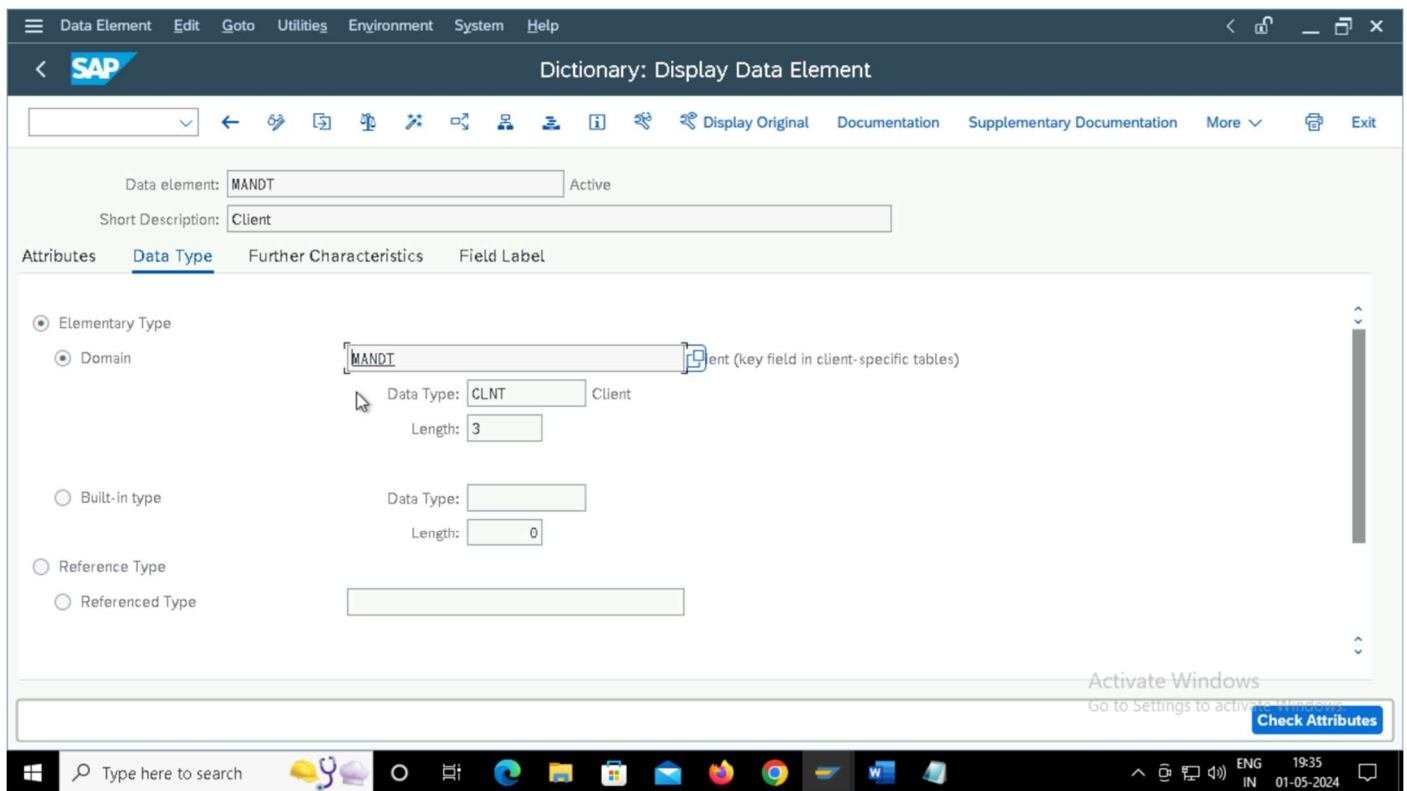 Data Element Edit Goto Utilities Environment System Help
SAP Dictionary: Display Data Element
Display Original Documentation Supplementary Documentation More Exit
Data element: MANDT Active
Short Description: Client
Attributes Data Type Further Characteristics Field Label
Elementary Type
Domain MANDT ient (key field in client-specific tables)
Data Type: CLNT Client
Length: 3
Built-in type Data Type:
Length: 0
Reference Type
Referenced Type
Activate Windows
Go to Settings to activate Windows.
Check Attributes
Type here to search ENG 19:35
IN 01-05-2024